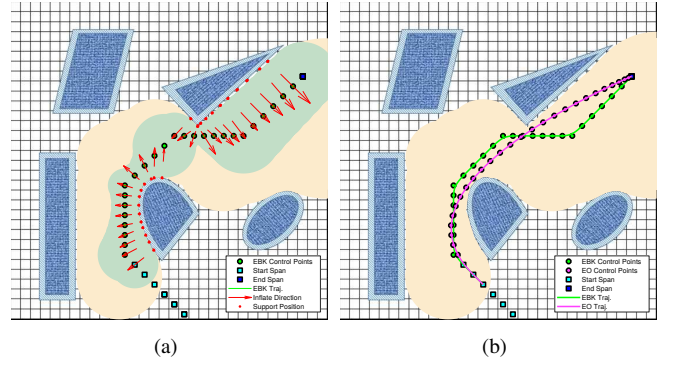 EBK Control Points
Start Span
End Span
EBK Traj.
Inflate Direction
Support Position
(a)
EBK Control Points
EO Control Points
Start Span
End Span
EBK Traj.
EO Traj.
(b)